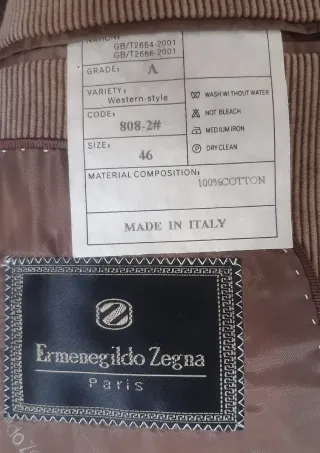 GB/T2664-2001
GB/T2666-2001
GRADE: A
VARIETY:
Western-style
CODE:
808-2#
SIZE:
46
WASH WITHOUT WATER
NOT BLEACH
MEDIUM IRON
DRY CLEAN
MATERIAL COMPOSITION:
100%COTTON
MADE IN ITALY
Ermenegildo Zegna
Paris